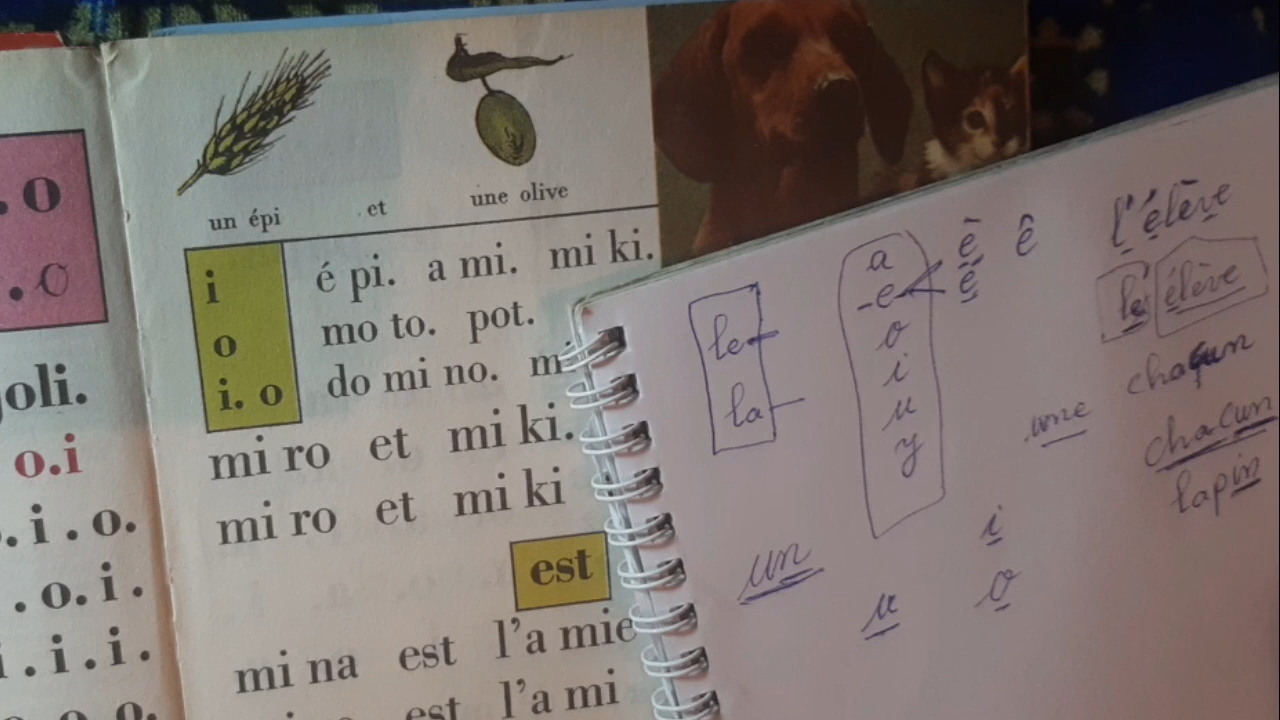 . o
. o
oli.
o.i
. i . o.
. o. i.
i . i . i.
o o.
un épi et une olive
i é pi. a mi. mi ki.
o mo to. pot.
i. o do mi no.
mi ro et mi ki.
mi ro et mi ki
est
mi na est l'a mie
est l'a mi
le
la
a
e è é ê
o
i
u
y
l'élève
le élève
chacun
une
chacun
lapin
un
i
u o